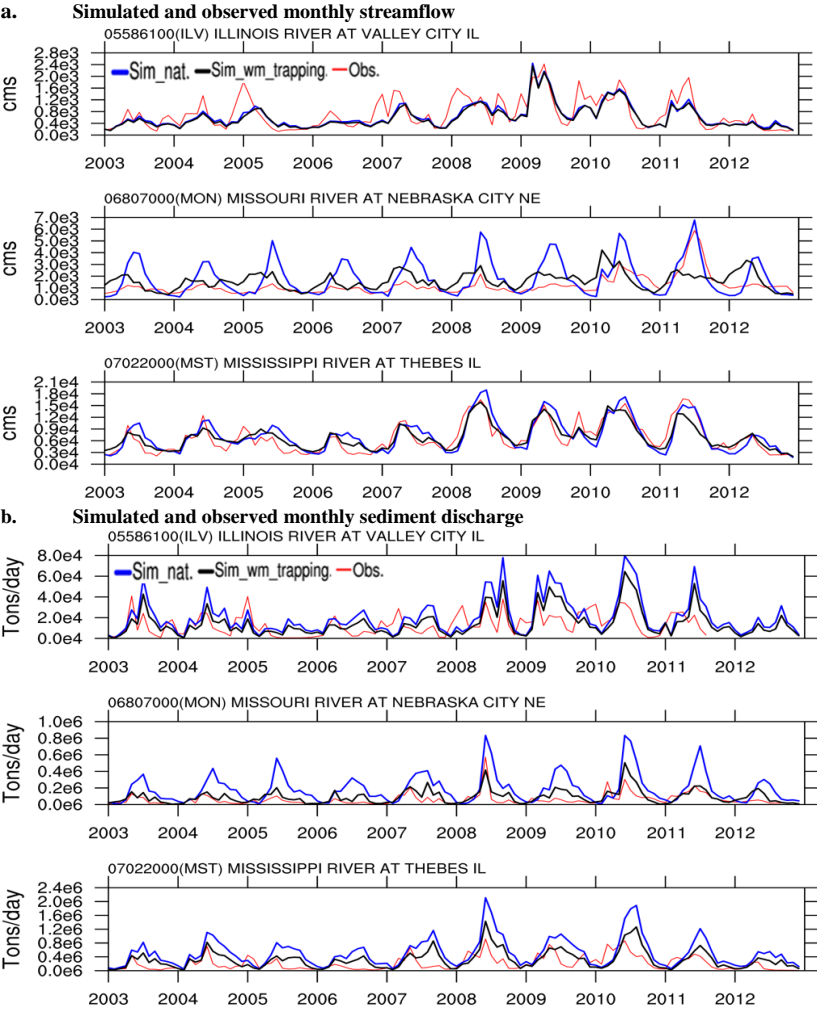 a. Simulated and observed monthly streamflow
05586100(ILV) ILLINOIS RIVER AT VALLEY CITY IL
2.8e3
2.4e3
2.0e3
1.6e3
1.2e3
0.8e3
0.4e3
0.0e3
cms
Sim_nat. Sim_wm_trapping. Obs.
2003 2004 2005 2006 2007 2008 2009 2010 2011 2012
06807000(MON) MISSOURI RIVER AT NEBRASKA CITY NE
7.0e3
6.0e3
5.0e3
4.0e3
3.0e3
2.0e3
1.0e3
0.0e3
cms
2003 2004 2005 2006 2007 2008 2009 2010 2011 2012
07022000(MST) MISSISSIPPI RIVER AT THEBES IL
2.1e4
1.8e4
1.5e4
1.2e4
0.9e4
0.6e4
0.3e4
0.0e4
cms
2003 2004 2005 2006 2007 2008 2009 2010 2011 2012
b. Simulated and observed monthly sediment discharge
05586100(ILV) ILLINOIS RIVER AT VALLEY CITY IL
8.0e4
6.0e4
4.0e4
2.0e4
0.0e4
Tons/day
Sim_nat. Sim_wm_trapping. Obs.
2003 2004 2005 2006 2007 2008 2009 2010 2011 2012
06807000(MON) MISSOURI RIVER AT NEBRASKA CITY NE
1.0e6
0.8e6
0.6e6
0.4e6
0.2e6
0.0e6
Tons/day
2003 2004 2005 2006 2007 2008 2009 2010 2011 2012
07022000(MST) MISSISSIPPI RIVER AT THEBES IL
2.4e6
2.0e6
1.6e6
1.2e6
0.8e6
0.4e6
0.0e6
Tons/day
2003 2004 2005 2006 2007 2008 2009 2010 2011 2012